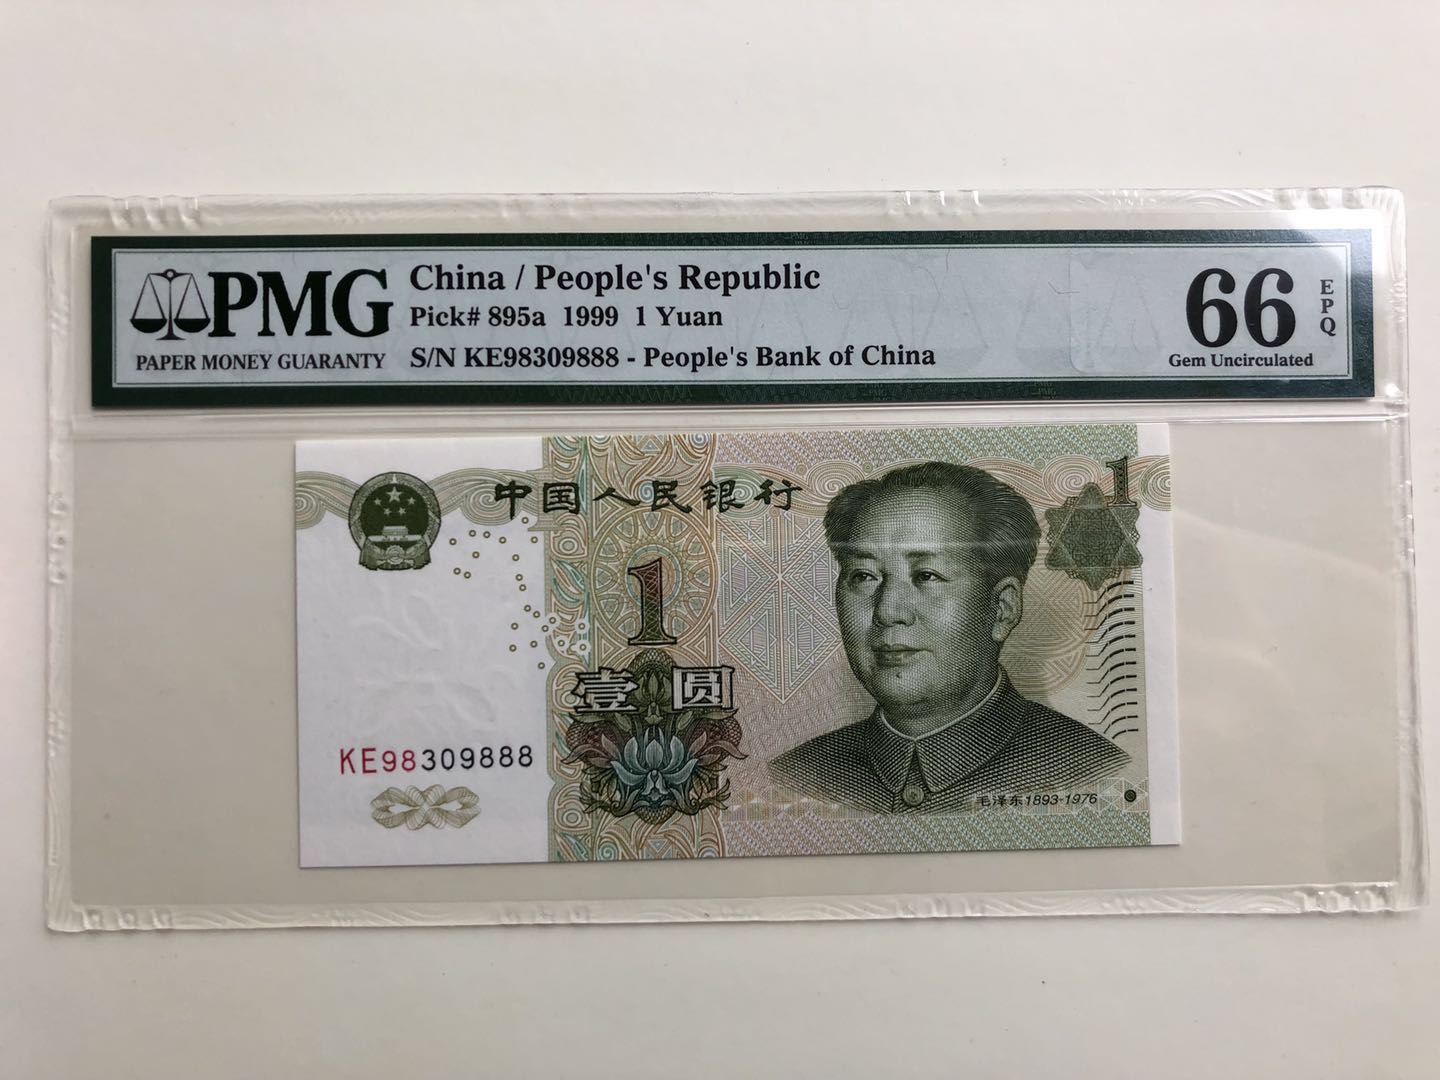 PMG
PAPER MONEY GUARANTY
China / People's Republic
Pick# 895a 1999 1 Yuan
S/N KE98309888 - People's Bank of China
66
EPQ
Gem Uncirculated
中国人民银行
1
1
壹圆
KE98309888
毛泽东1893-1976